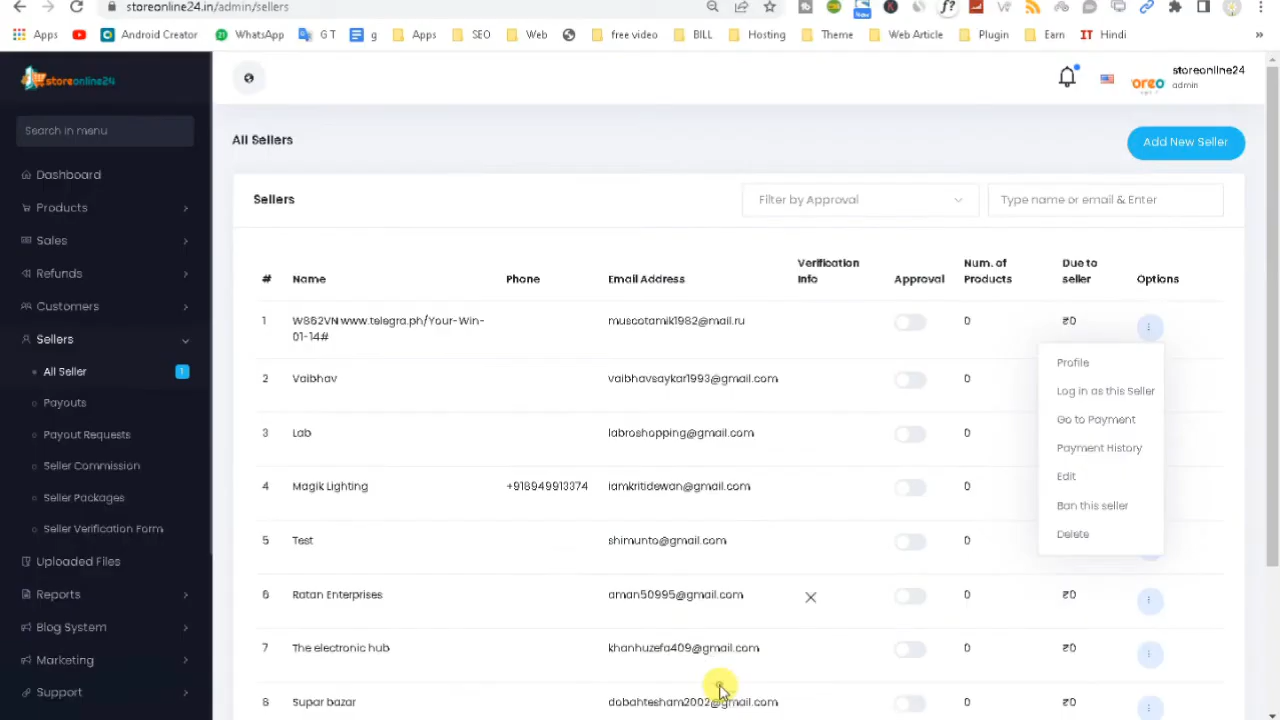 storeonline24.in/admin/sellers
Apps Android Creator WhatsApp G T g Apps SEO Web free video BILL Hosting Theme Web Article Plugin Earn IT Hindi »
storeonline24
Search in menu
Dashboard
Products
Sales
Refunds
Customers
Sellers
All Seller 1
Payouts
Payout Requests
Seller Commission
Seller Packages
Seller Verification Form
Uploaded Files
Reports
Blog System
Marketing
Support
oreo
storeonline24
admin
All Sellers
Add New Seller
Sellers
Filter by Approval
Type name or email & Enter
# Name Phone Email Address Verification Info Approval Num. of Products Due to seller Options
1 W862VN www.telegra.ph/Your-Win-01-14# muscotamik1982@mail.ru 0 ₹0
2 Vaibhav vaibhavsaykar1993@gmail.com 0
3 Lab labroshopping@gmail.com 0
4 Magik Lighting +918949913374 iamkritidewan@gmail.com 0
5 Test shimunto@gmail.com 0
6 Ratan Enterprises aman50995@gmail.com 0 ₹0
7 The electronic hub khanhuzefa409@gmail.com 0 ₹0
8 Supar bazar dobahtesham2002@gmail.com 0 ₹0
Profile
Log in as this Seller
Go to Payment
Payment History
Edit
Ban this seller
Delete